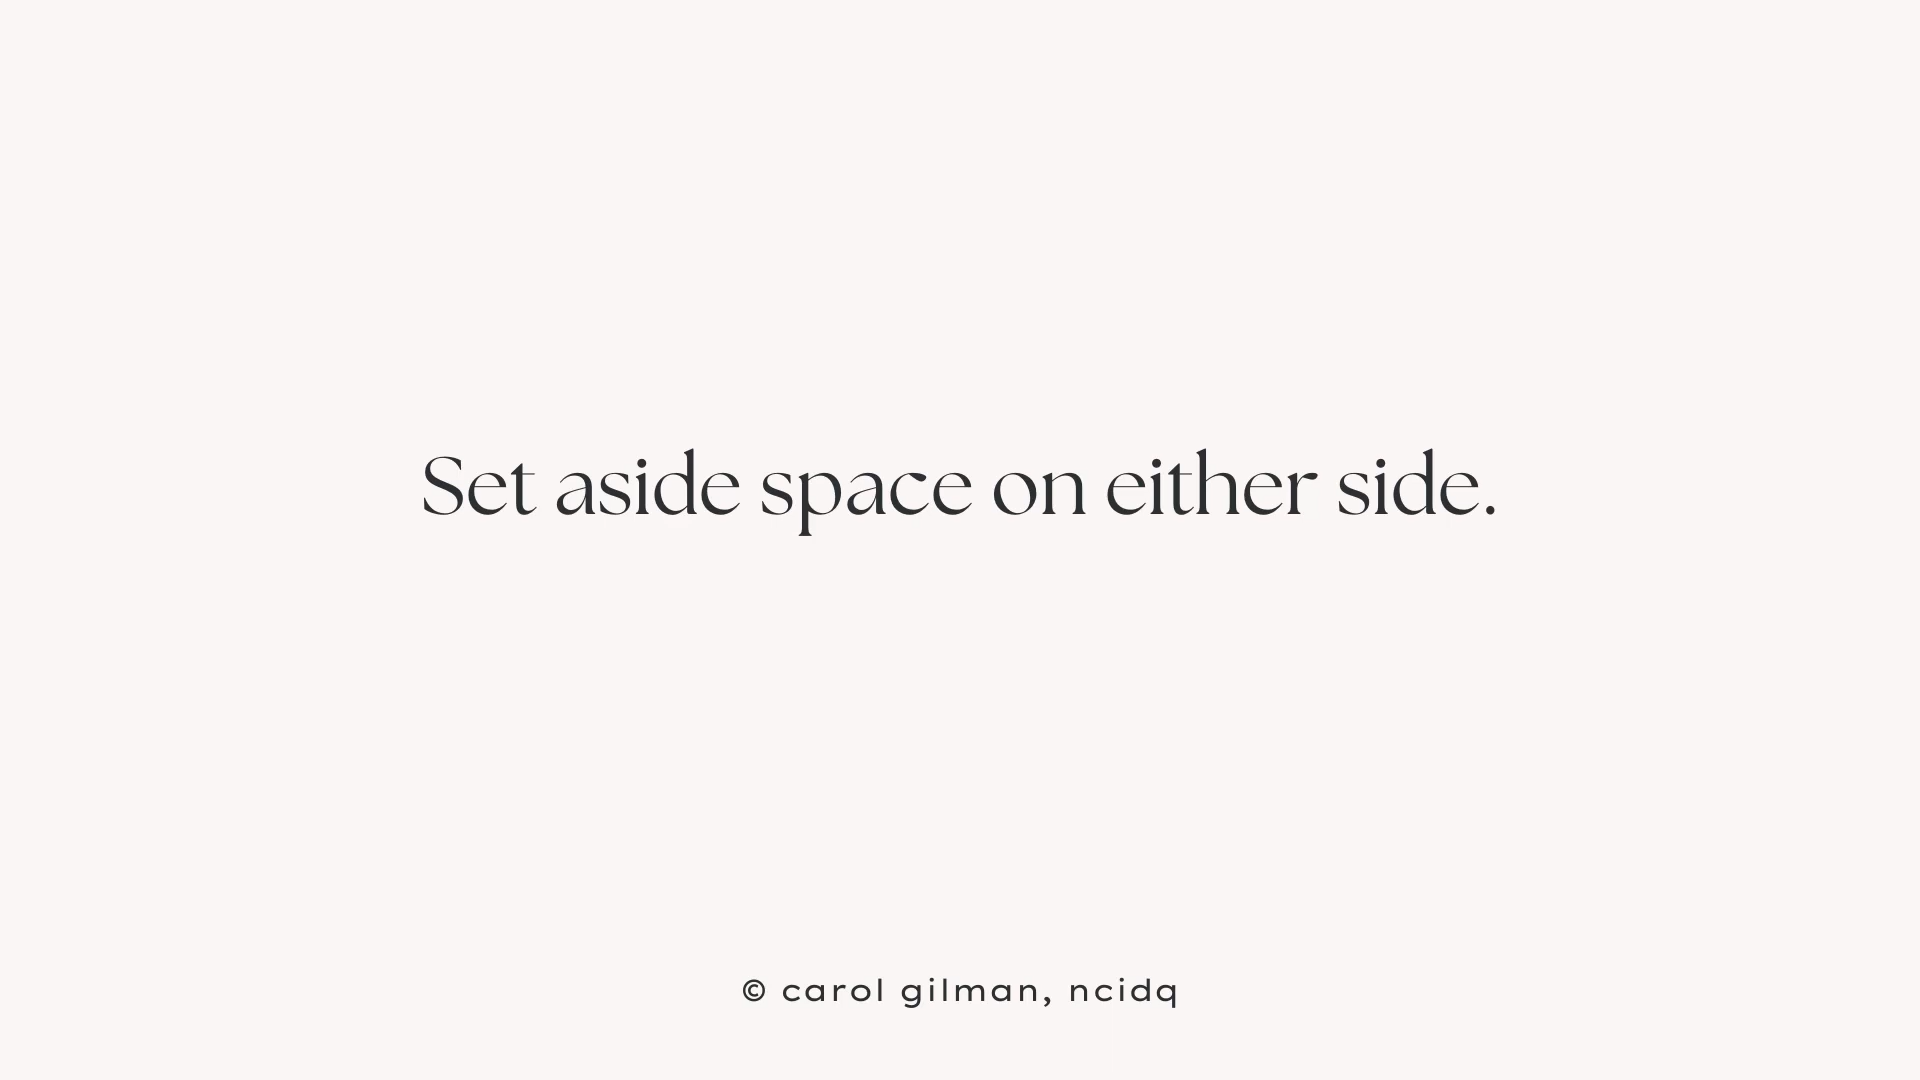 Set aside space on either side.
© carol gilman, ncidq